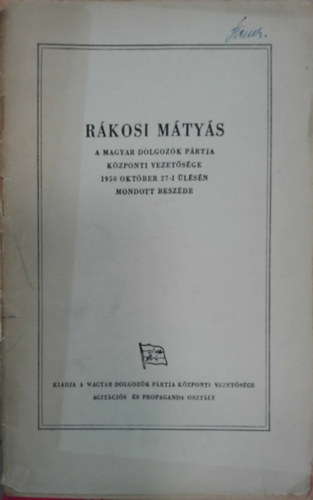 RÁKOSI MÁTYÁS
A MAGYAR DOLGOZÓK PÁRTJA
KÖZPONTI VEZETŐSÉGE
1950 OKTÓBER 27-I ÜLÉSÉN
MONDOTT BESZÉDE
KIADJA A MAGYAR DOLGOZÓK PÁRTJA KÖZPONTI VEZETŐSÉGE
AGITÁCIÓS ÉS PROPAGANDA OSZTÁLY